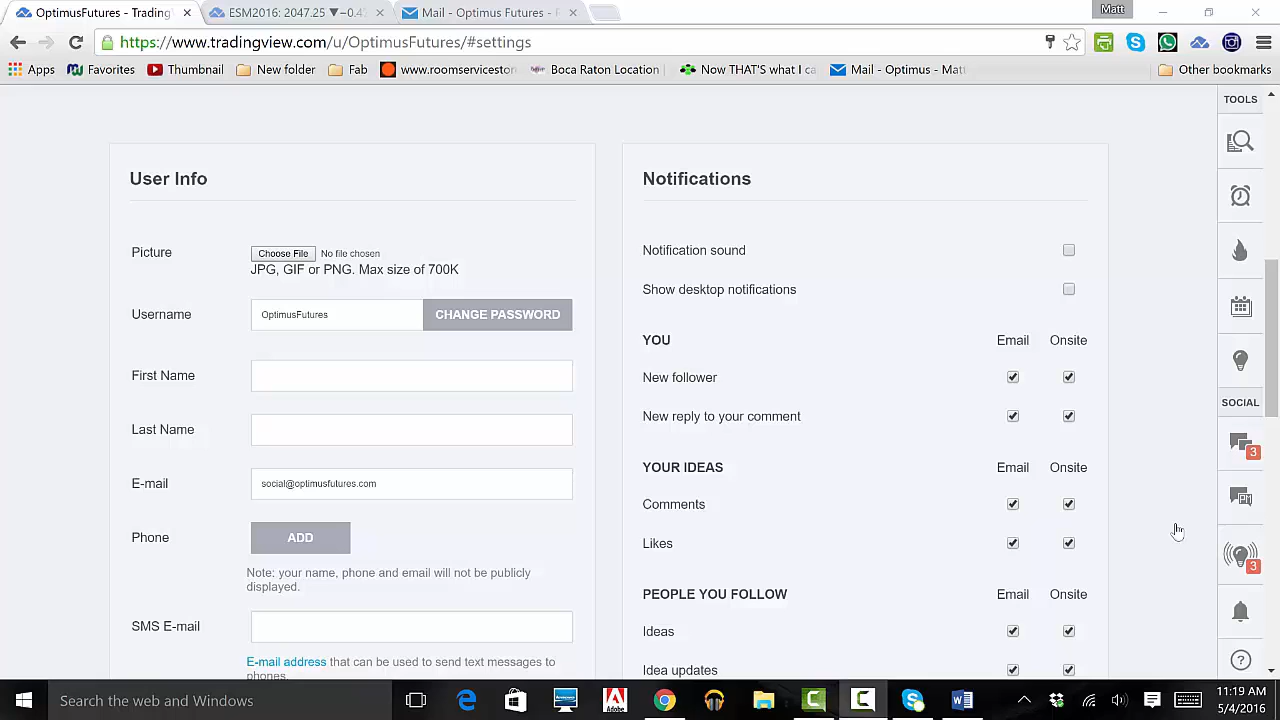 OptimusFutures - Trading
ESM2016: 2047.25 ▼−0.4
Mail - Optimus Futures -
Matt
https://www.tradingview.com/u/OptimusFutures/#settings
Apps
Favorites
Thumbnail
New folder
Fab
www.roomserviceston
Boca Raton Location
Now THAT'S what I ca
Mail - Optimus - Matt
Other bookmarks
TOOLS
User Info
Notifications
Picture
Choose File No file chosen
JPG, GIF or PNG. Max size of 700K
Notification sound
Show desktop notifications
Username
OptimusFutures
CHANGE PASSWORD
YOU Email Onsite
First Name
New follower
SOCIAL
New reply to your comment
Last Name
3
YOUR IDEAS Email Onsite
E-mail
social@optimusfutures.com
Comments
Phone
ADD
Likes
3
Note: your name, phone and email will not be publicly
displayed.
PEOPLE YOU FOLLOW Email Onsite
SMS E-mail
Ideas
E-mail address that can be used to send text messages to
phones.
Idea updates
?
Search the web and Windows
Adobe
11:19 AM
5/4/2016